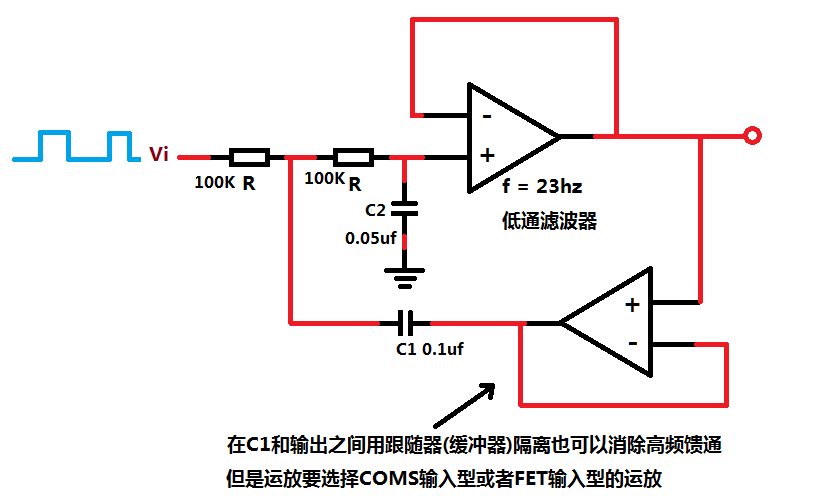 Vi
100K R
100K R
-
+
C2
0.05uf
f = 23hz
低通滤波器
+
-
C1 0.1uf
在C1和输出之间用跟随器(缓冲器)隔离也可以消除高频馈通
但是运放要选择COMS输入型或者FET输入型的运放